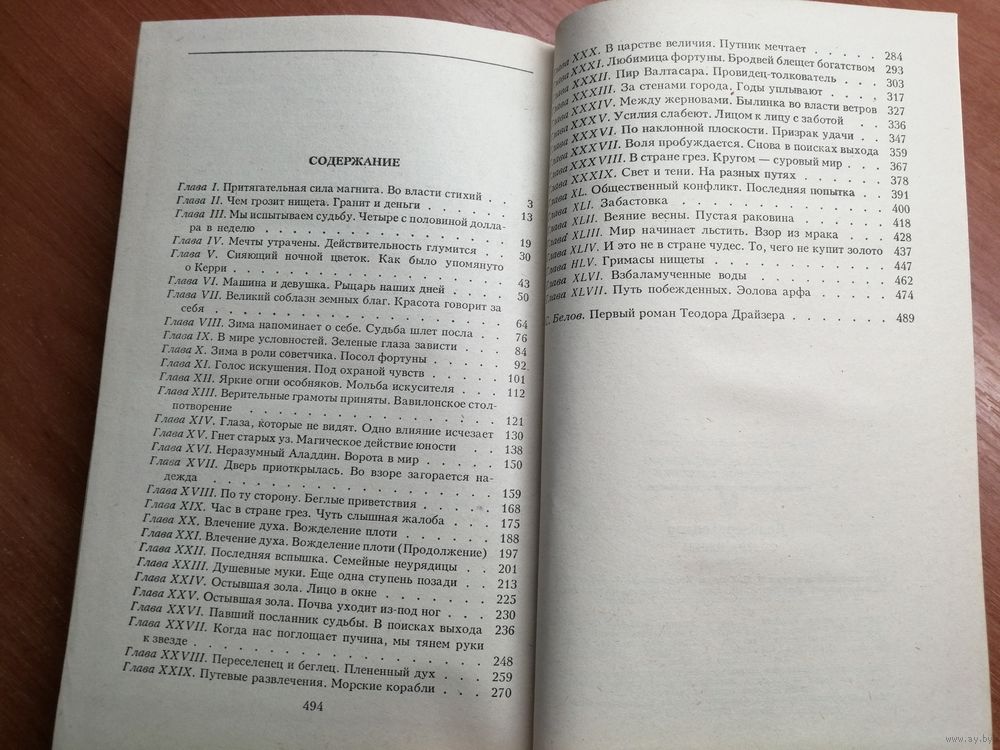 СОДЕРЖАНИЕ
Глава I. Притягательная сила магнита. Во власти стихий . . 3
Глава II. Чем грозит нищета. Гранит и деньги . . . . . . 13
Глава III. Мы испытываем судьбу. Четыре с половиной долла-
ра в неделю . . . . . . . . . . . . . . . 19
Глава IV. Мечты утрачены. Действительность глумится . . . 30
Глава V. Сияющий ночной цветок. Как было упомянуто
о Керри . . . . . . . . . . . . . . . . . 43
Глава VI. Машина и девушка. Рыцарь наших дней . . . . 50
Глава VII. Великий соблазн земных благ. Красота говорит за
себя . . . . . . . . . . . . . . . . . . 64
Глава VIII. Зима напоминает о себе. Судьба шлет посла . . 76
Глава IX. В мире условностей. Зеленые глаза зависти . . . 84
Глава X. Зима в роли советчика. Посол фортуны . . . . . 92
Глава XI. Голос искушения. Под охраной чувств . . . . . 101
Глава XII. Яркие огни особняков. Мольба искусителя . . . 112
Глава XIII. Верительные грамоты приняты. Вавилонское стол-
потворение . . . . . . . . . . . . . . . . 121
Глава XIV. Глаза, которые не видят. Одно влияние исчезает 130
Глава XV. Гнет старых уз. Магическое действие юности . . 138
Глава XVI. Неразумный Аладдин. Ворота в мир . . . . . 150
Глава XVII. Дверь приоткрылась. Во взоре загорается на-
дежда . . . . . . . . . . . . . . . . . . 159
Глава XVIII. По ту сторону. Беглые приветствия . . . . . 168
Глава XIX. Час в стране грез. Чуть слышная жалоба . . . 175
Глава XX. Влечение духа. Вожделение плоти . . . . . . 188
Глава XXI. Влечение духа. Вожделение плоти (Продолжение) 197
Глава XXII. Последняя вспышка. Семейные неурядицы . . . 201
Глава XXIII. Душевные муки. Еще одна ступень позади . . . 213
Глава XXIV. Остывшая зола. Лицо в окне . . . . . . . 225
Глава XXV. Остывшая зола. Почва уходит из-под ног . . . 230
Глава XXVI. Павший посланник судьбы. В поисках выхода 236
Глава XXVII. Когда нас поглощает пучина, мы тянем руки
к звезде . . . . . . . . . . . . . . . . . 248
Глава XXVIII. Переселенец и беглец. Плененный дух . . . 259
Глава XXIX. Путевые развлечения. Морские корабли . . . 270
494
Глава XXX. В царстве величия. Путник мечтает . . . . . 284
Глава XXXI. Любимица фортуны. Бродвей блещет богатством 293
Глава XXXII. Пир Валтасара. Провидец-толкователь . . . 303
Глава XXXIII. За стенами города. Годы уплывают . . . . 317
Глава XXXIV. Между жерновами. Былинка во власти ветров 327
Глава XXXV. Усилия слабеют. Лицом к лицу с заботой . . 336
Глава XXXVI. По наклонной плоскости. Призрак удачи . . 347
Глава XXXVII. Воля пробуждается. Снова в поисках выхода 359
Глава XXXVIII. В стране грез. Кругом — суровый мир . . . 367
Глава XXXIX. Свет и тени. На разных путях . . . . . . 378
Глава XL. Общественный конфликт. Последняя попытка . . 391
Глава XLI. Забастовка . . . . . . . . . . . . . 400
Глава XLII. Веяние весны. Пустая раковина . . . . . . 418
Глава XLIII. Мир начинает льстить. Взор из мрака . . . . 428
Глава XLIV. И это не в стране чудес. То, чего не купит золото 437
Глава HLV. Гримасы нищеты . . . . . . . . . . . 447
Глава XLVI. Взбаламученные воды . . . . . . . . . 462
Глава XLVII. Путь побежденных. Эолова арфа . . . . . 474
С. Белов. Первый роман Теодора Драйзера . . . . . . . 489
www.ay.by